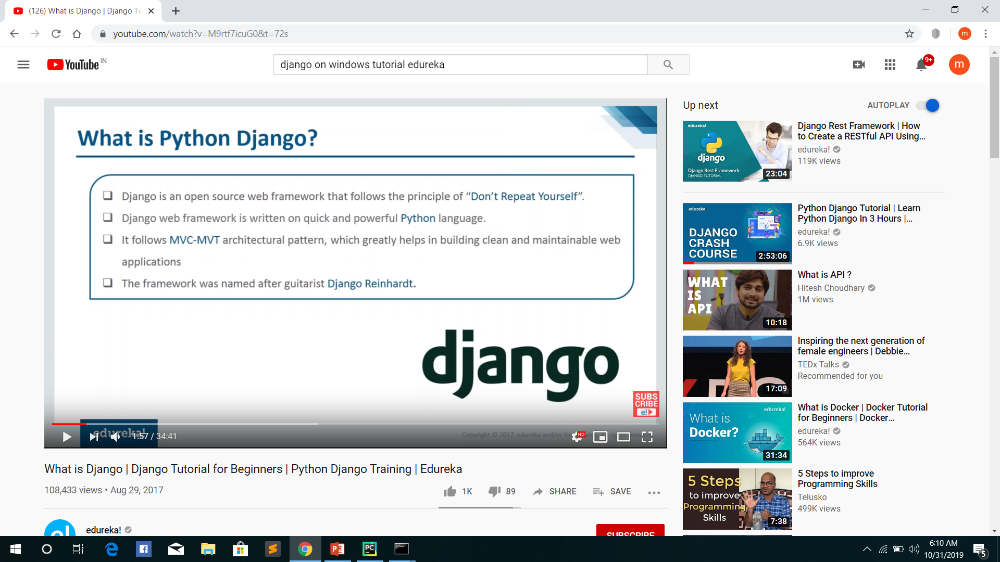 (126) What is Django | Django Tu
youtube.com/watch?v=M9rtf7icuG0&t=72s
m
YouTube IN
django on windows tutorial edureka
9+
m
What is Python Django?
Django is an open source web framework that follows the principle of “Don’t Repeat Yourself”.
Django web framework is written on quick and powerful Python language.
It follows MVC-MVT architectural pattern, which greatly helps in building clean and maintainable web
applications
The framework was named after guitarist Django Reinhardt.
django
SUBS
CRIBE
e!
edureka!
1:57 / 34:41
Copyright © 2017, edureka and/or its
HD
What is Django | Django Tutorial for Beginners | Python Django Training | Edureka
108,433 views • Aug 29, 2017
1K
89
SHARE
SAVE
edureka!
SUBSCRIBE
Up next
AUTOPLAY
edureka!
django
Django Rest Framework
DJANGO TUTORIAL
23:04
Django Rest Framework | How
to Create a RESTful API Using...
edureka!
119K views
edureka!
django
DJANGO
CRASH
COURSE
2:53:06
Python Django Tutorial | Learn
Python Django In 3 Hours |...
edureka!
6.9K views
WHAT
IS
API
10:18
What is API ?
Hitesh Choudhary
1M views
17:09
Inspiring the next generation of
female engineers | Debbie...
TEDx Talks
Recommended for you
edureka!
What is
Docker?
31:34
What is Docker | Docker Tutorial
for Beginners | Docker...
edureka!
564K views
5 Steps
to improve
Programming
Skills
7:38
5 Steps to improve
Programming Skills
Telusko
499K views
PC
6:10 AM
10/31/2019
5